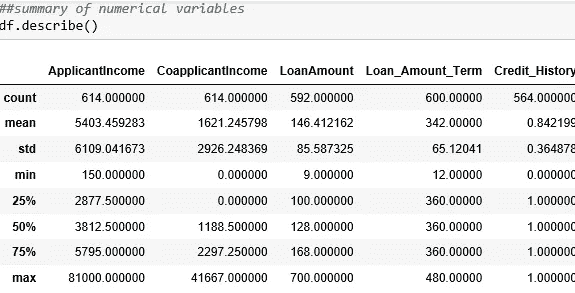 ##summary of numerical variables
df.describe()
ApplicantIncome CoapplicantIncome LoanAmount Loan_Amount_Term Credit_History
count 614.000000 614.000000 592.000000 600.00000 564.000000
mean 5403.459283 1621.245798 146.412162 342.00000 0.842199
std 6109.041673 2926.248369 85.587325 65.12041 0.364878
min 150.000000 0.000000 9.000000 12.00000 0.000000
25% 2877.500000 0.000000 100.000000 360.00000 1.000000
50% 3812.500000 1188.500000 128.000000 360.00000 1.000000
75% 5795.000000 2297.250000 168.000000 360.00000 1.000000
max 81000.000000 41667.000000 700.000000 480.00000 1.000000